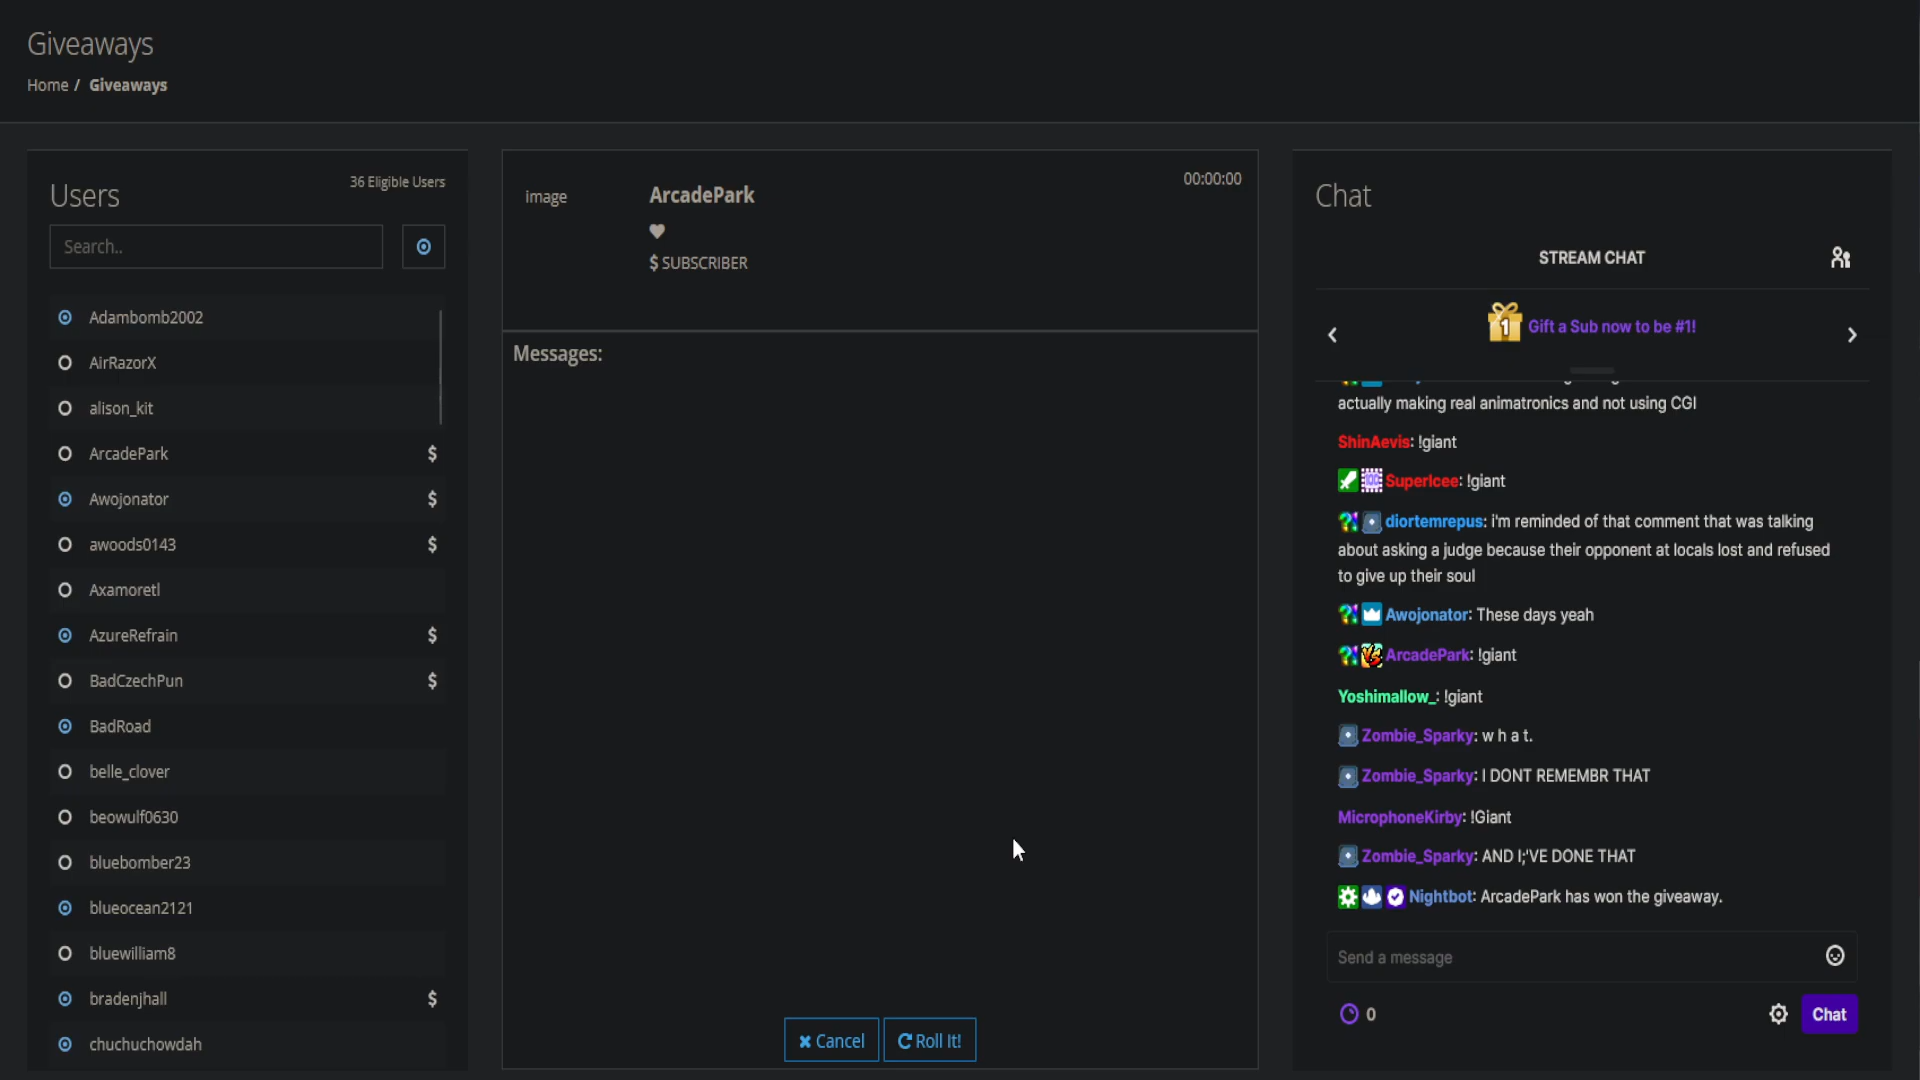 Giveaways
Home / Giveaways
Users
36 Eligible Users
Search..
Adambomb2002
AirRazorX
alison_kit
ArcadePark $
Awojonator $
awoods0143 $
Axamoretl
AzureRefrain $
BadCzechPun $
BadRoad
belle_clover
beowulf0630
bluebomber23
blueocean2121
bluewilliam8
bradenjhall $
chuchuchowdah
image
ArcadePark
$ SUBSCRIBER
00:00:00
Messages:
Cancel
Roll It!
Chat
STREAM CHAT
1 Gift a Sub now to be #1!
actually making real animatronics and not using CGI
ShinAevis: !giant
SuperIcee: !giant
diortemrepus: i'm reminded of that comment that was talking
about asking a judge because their opponent at locals lost and refused
to give up their soul
Awojonator: These days yeah
ArcadePark: !giant
Yoshimallow_: !giant
Zombie_Sparky: w h a t.
Zombie_Sparky: I DONT REMEMBR THAT
MicrophoneKirby: !Giant
Zombie_Sparky: AND I;'VE DONE THAT
Nightbot: ArcadePark has won the giveaway.
Send a message
0
Chat